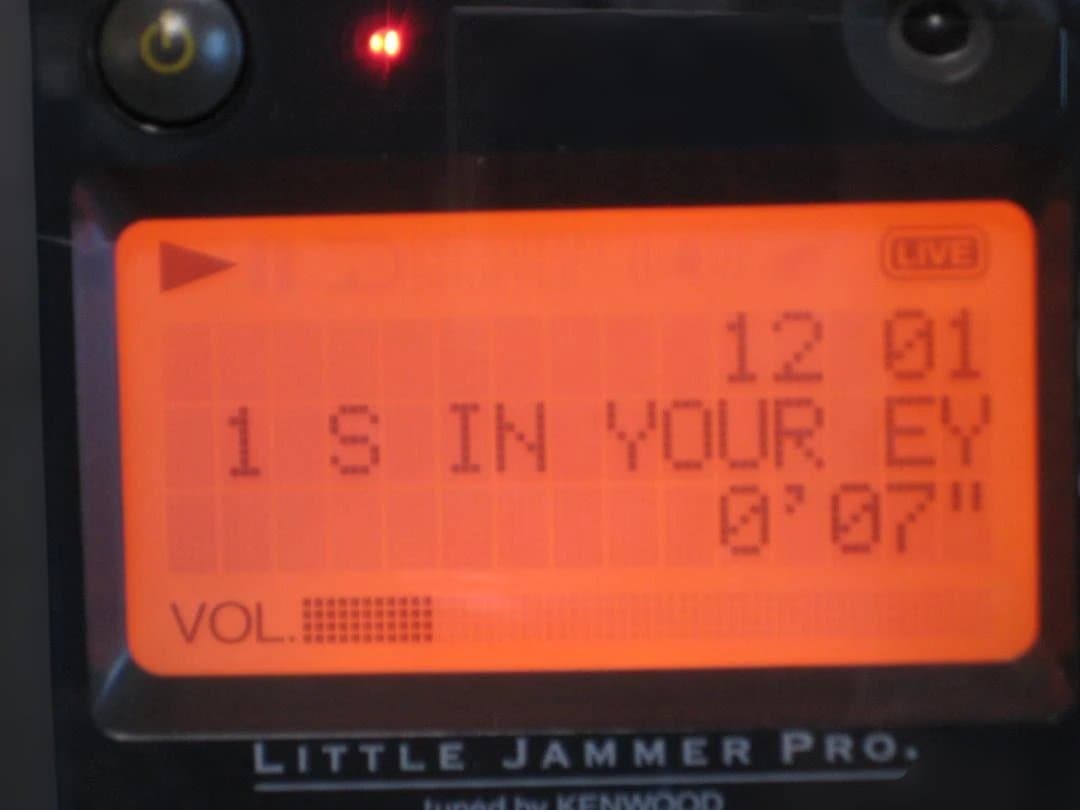 LIVE
12 01
1 S IN YOUR EY
0'07"
VOL.
LITTLE JAMMER PRO.
tuned by KENWOOD